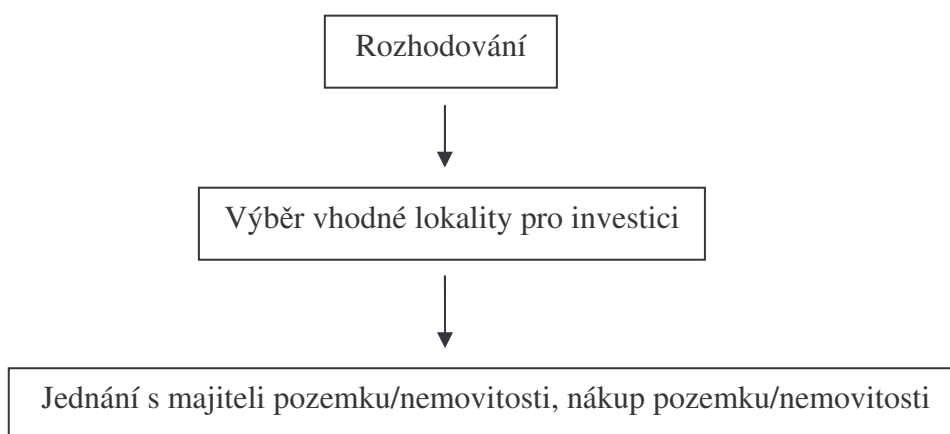 Rozhodování
Výběr vhodné lokality pro investici
Jednání s majiteli pozemku/nemovitosti, nákup pozemku/nemovitosti